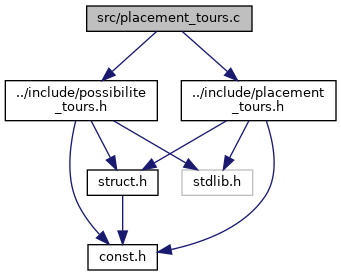 src/placement_tours.c
../include/possibilite
_tours.h
../include/placement
_tours.h
struct.h
stdlib.h
const.h